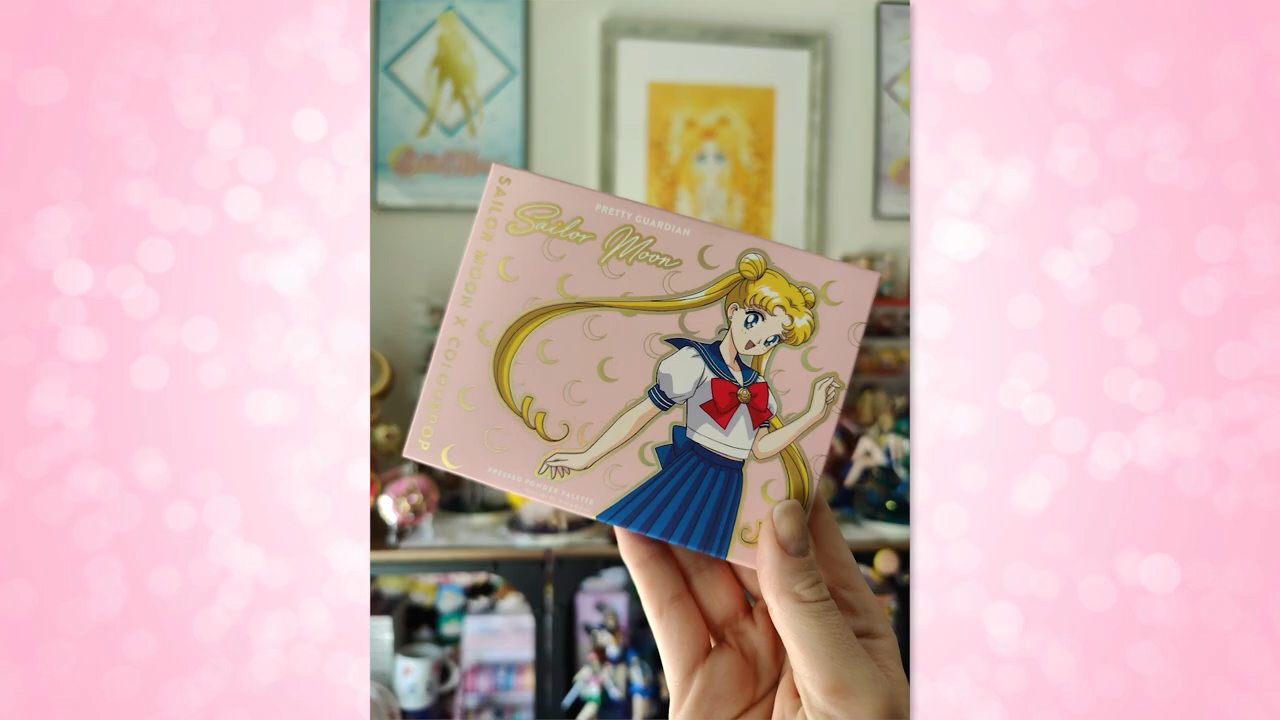 PRETTY GUARDIAN
Sailor Moon
SAILOR MOON X COLOURPOP
PRESSED POWDER PALETTE